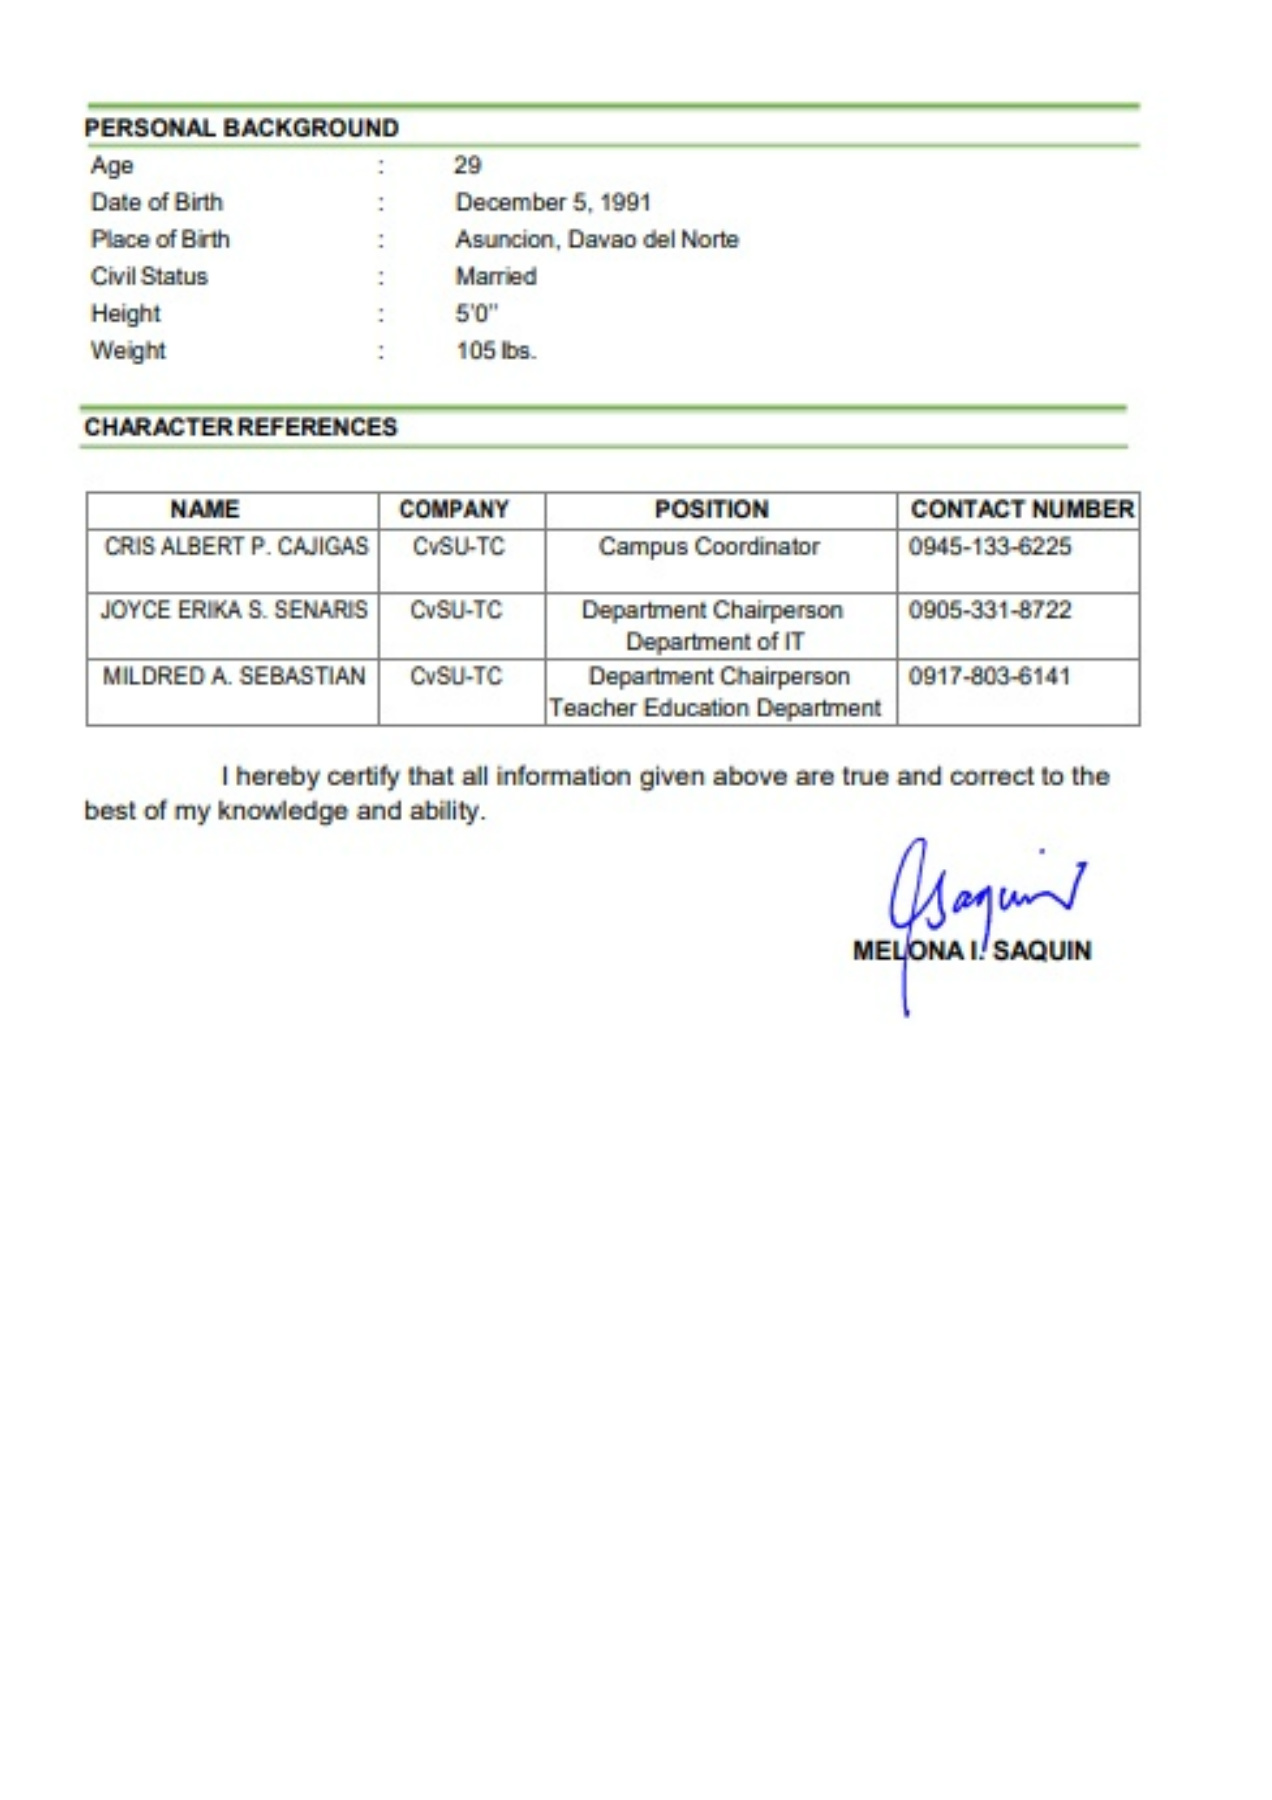 PERSONAL BACKGROUND
Age : 29
Date of Birth : December 5, 1991
Place of Birth : Asuncion, Davao del Norte
Civil Status : Married
Height : 5'0"
Weight : 105 lbs.
CHARACTER REFERENCES
NAME COMPANY POSITION CONTACT NUMBER
CRIS ALBERT P. CAJIGAS CvSU-TC Campus Coordinator 0945-133-6225
JOYCE ERIKA S. SENARIS CvSU-TC Department Chairperson 0905-331-8722
Department of IT
MILDRED A. SEBASTIAN CvSU-TC Department Chairperson 0917-803-6141
Teacher Education Department
I hereby certify that all information given above are true and correct to the
best of my knowledge and ability.
MELONA I. SAQUIN